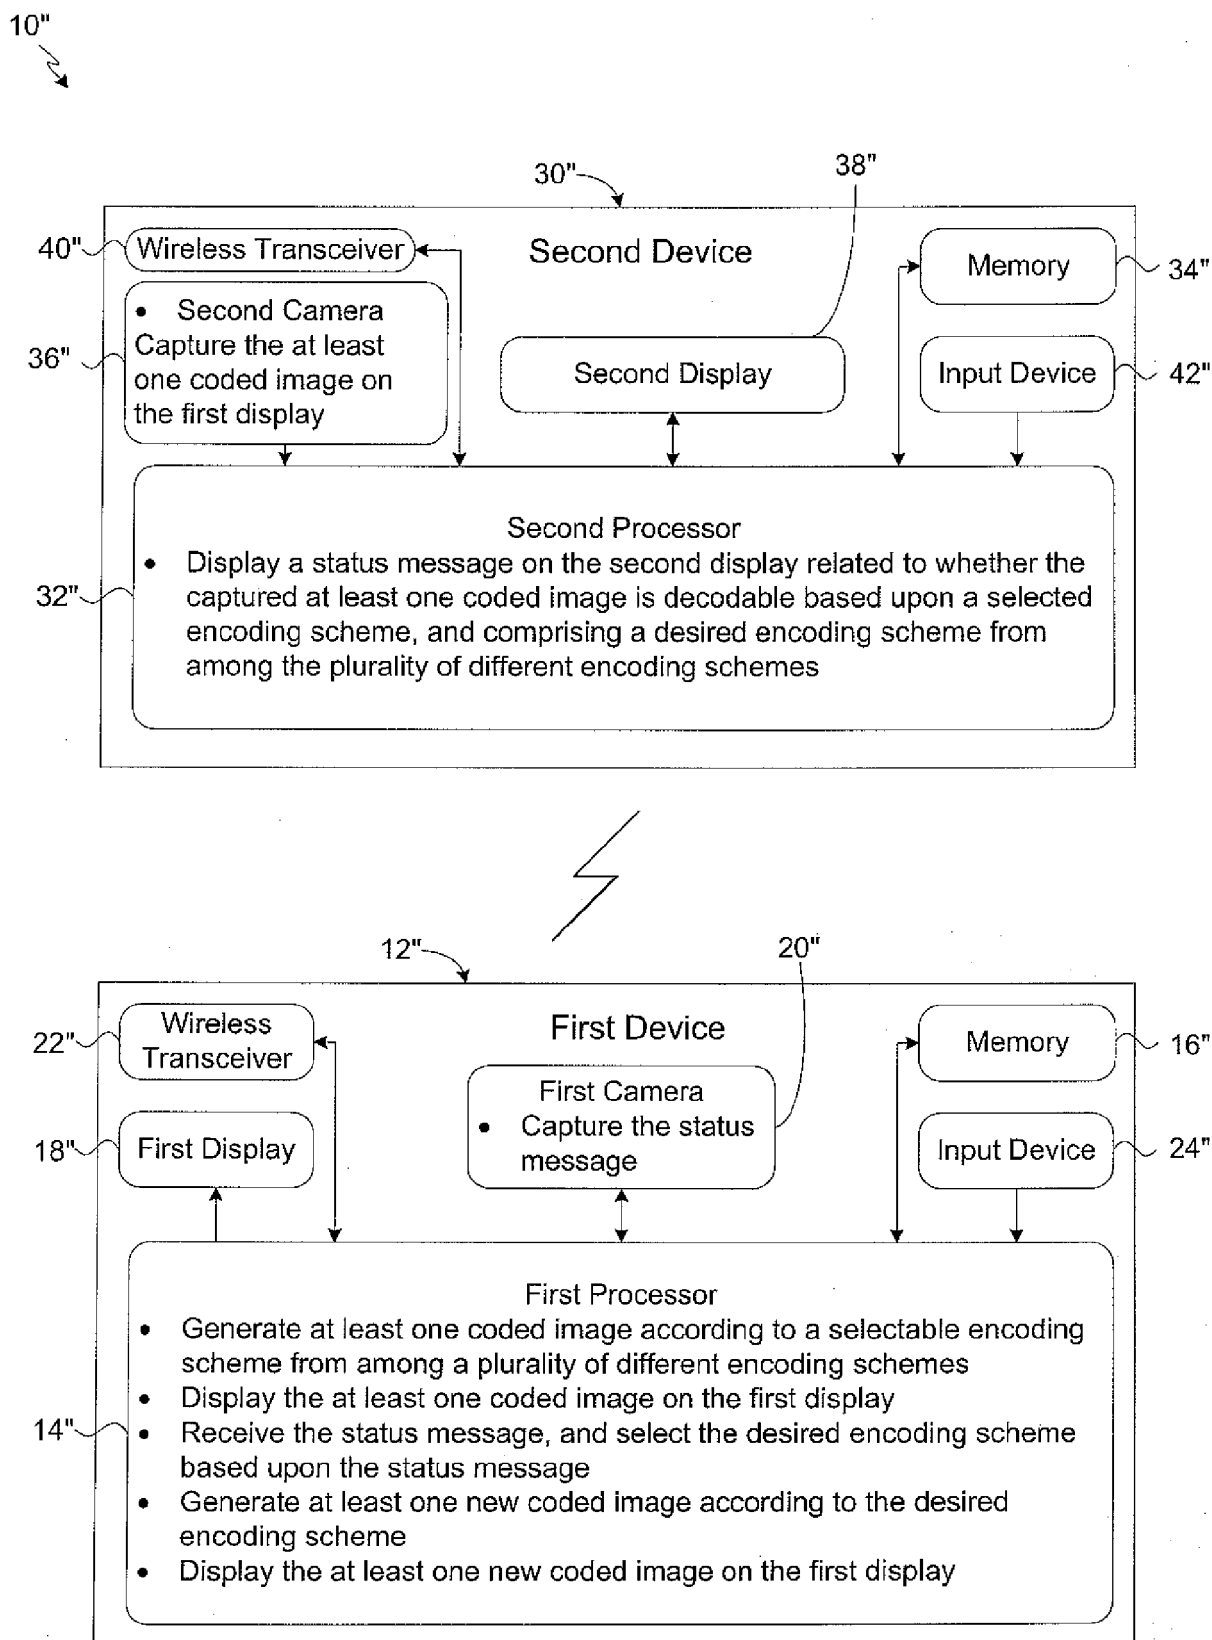 10"
38"
30"
40"
Wireless Transceiver
Second Device
Memory
34"
36"
• Second Camera
Capture the at least
one coded image on
the first display
Second Display
Input Device
42"
32"
Second Processor
• Display a status message on the second display related to whether the
captured at least one coded image is decodable based upon a selected
encoding scheme, and comprising a desired encoding scheme from
among the plurality of different encoding schemes
12"
20"
22"
Wireless
Transceiver
First Device
Memory
16"
18"
First Display
First Camera
• Capture the status
message
Input Device
24"
14"
First Processor
• Generate at least one coded image according to a selectable encoding
scheme from among a plurality of different encoding schemes
• Display the at least one coded image on the first display
• Receive the status message, and select the desired encoding scheme
based upon the status message
• Generate at least one new coded image according to the desired
encoding scheme
• Display the at least one new coded image on the first display